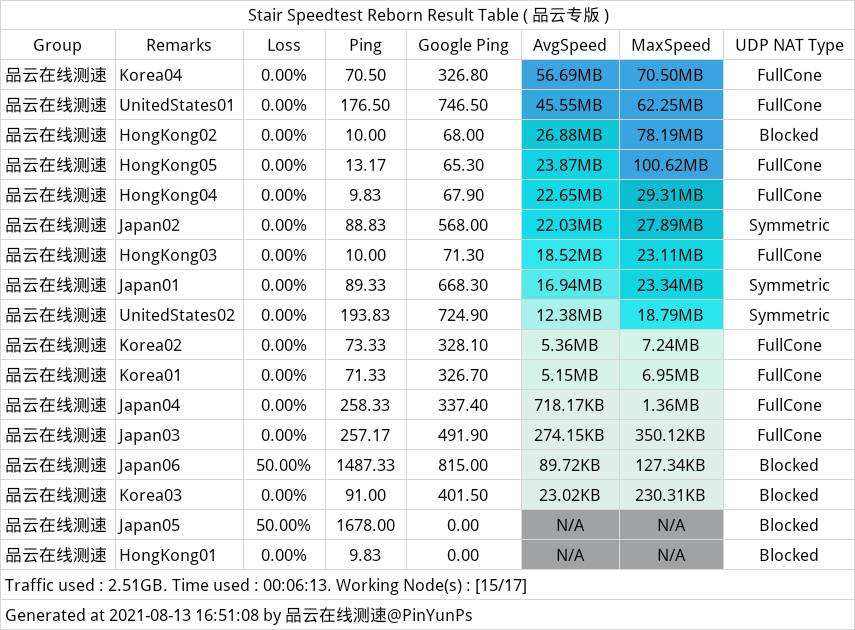 Stair Speedtest Reborn Result Table ( 品云专版 )
Group Remarks Loss Ping Google Ping AvgSpeed MaxSpeed UDP NAT Type
品云在线测速 Korea04 0.00% 70.50 326.80 56.69MB 70.50MB FullCone
品云在线测速 UnitedStates01 0.00% 176.50 746.50 45.55MB 62.25MB FullCone
品云在线测速 HongKong02 0.00% 10.00 68.00 26.88MB 78.19MB Blocked
品云在线测速 HongKong05 0.00% 13.17 65.30 23.87MB 100.62MB FullCone
品云在线测速 HongKong04 0.00% 9.83 67.90 22.65MB 29.31MB FullCone
品云在线测速 Japan02 0.00% 88.83 568.00 22.03MB 27.89MB Symmetric
品云在线测速 HongKong03 0.00% 10.00 71.30 18.52MB 23.11MB FullCone
品云在线测速 Japan01 0.00% 89.33 668.30 16.94MB 23.34MB Symmetric
品云在线测速 UnitedStates02 0.00% 193.83 724.90 12.38MB 18.79MB Symmetric
品云在线测速 Korea02 0.00% 73.33 328.10 5.36MB 7.24MB FullCone
品云在线测速 Korea01 0.00% 71.33 326.70 5.15MB 6.95MB FullCone
品云在线测速 Japan04 0.00% 258.33 337.40 718.17KB 1.36MB FullCone
品云在线测速 Japan03 0.00% 257.17 491.90 274.15KB 350.12KB FullCone
品云在线测速 Japan06 50.00% 1487.33 815.00 89.72KB 127.34KB Blocked
品云在线测速 Korea03 0.00% 91.00 401.50 23.02KB 230.31KB Blocked
品云在线测速 Japan05 50.00% 1678.00 0.00 N/A N/A Blocked
品云在线测速 HongKong01 0.00% 9.83 0.00 N/A N/A Blocked
Traffic used : 2.51GB. Time used : 00:06:13. Working Node(s) : [15/17]
Generated at 2021-08-13 16:51:08 by 品云在线测速@PinYunPs